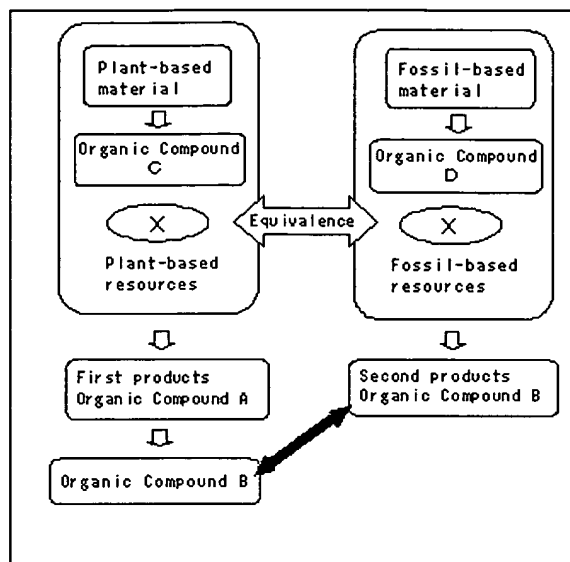 Plant-based
material
Organic Compound
C
X
Plant-based
resources
Equivalence
Fossil-based
material
Organic Compound
D
X
Fossil-based
resources
First products
Organic Compound A
Organic Compound B
Second products
Organic Compound B